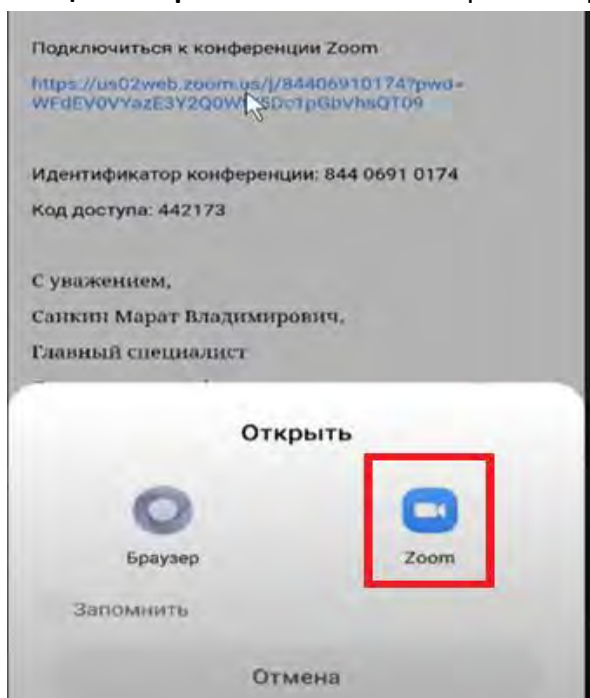 Подключиться к конференции Zoom
https://us02web.zoom.us/j/84406910174?pwd=
Идентификатор конференции: 844 0691 0174
Код доступа: 442173
С уважением,
Санкин Марат Владимирович,
Главный специалист
Открыть
Браузер
Zoom
Запомнить
Отмена